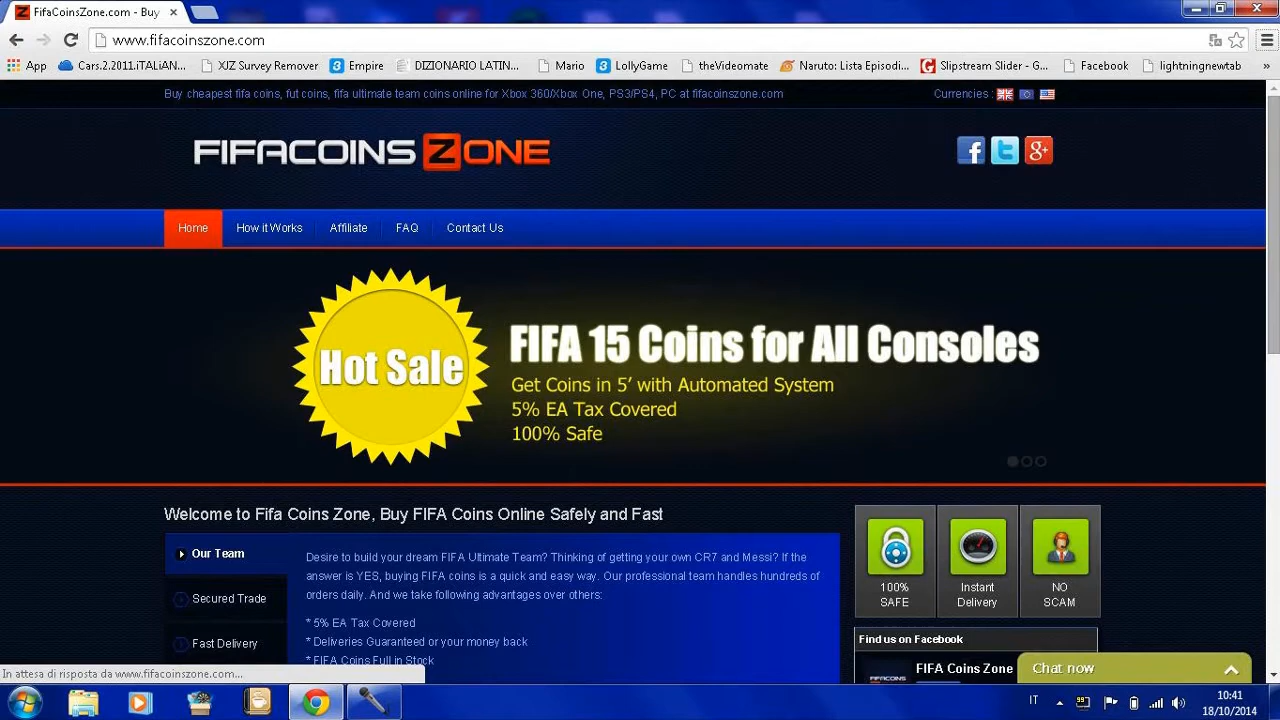 FifaCoinsZone.com - Buy
www.fifacoinszone.com
App Cars.2.2011.iTALiAN... XJZ Survey Remover Empire DIZIONARIO LATIN... Mario LollyGame theVideomate Naruto: Lista Episodi... Slipstream Slider - G... Facebook lightningnewtab »
Buy cheapest fifa coins, fut coins, fifa ultimate team coins online for Xbox 360/Xbox One, PS3/PS4, PC at fifacoinszone.com
Currencies :
FIFACOINS ZONE
Home How it Works Affiliate FAQ Contact Us
Hot Sale
FIFA 15 Coins for All Consoles
Get Coins in 5’ with Automated System
5% EA Tax Covered
100% Safe
Welcome to Fifa Coins Zone, Buy FIFA Coins Online Safely and Fast
Our Team
Secured Trade
Fast Delivery
Desire to build your dream FIFA Ultimate Team? Thinking of getting your own CR7 and Messi? If the
answer is YES, buying FIFA coins is a quick and easy way. Our professional team handles hundreds of
orders daily. And we take following advantages over others:
* 5% EA Tax Covered
* Deliveries Guaranteed or your money back
* FIFA Coins Full in Stock
100%
SAFE
Instant
Delivery
NO
SCAM
Find us on Facebook
FIFACOINS
FIFA Coins Zone
Chat now
In attesa di risposta da www.fifacoinszone.com...
IT
10:41
18/10/2014